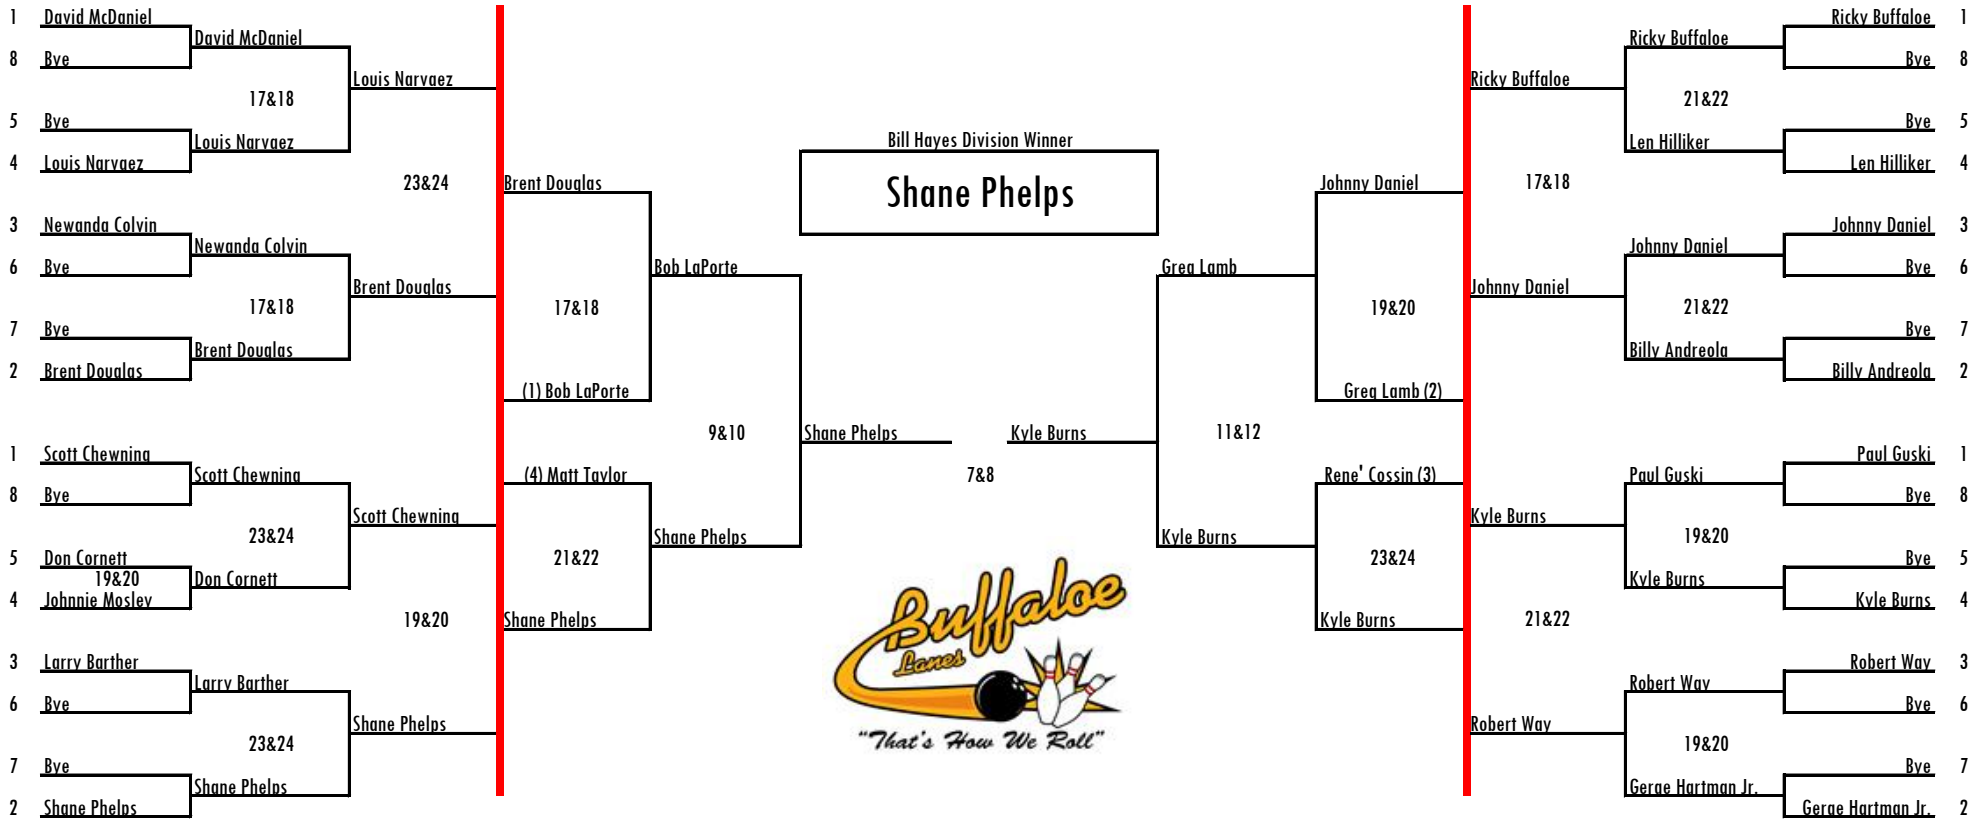 1 David McDaniel
8 Bye
David McDaniel
17&18
5 Bye
4 Louis Narvaez
Louis Narvaez
Louis Narvaez
23&24
3 Newanda Colvin
6 Bye
Newanda Colvin
17&18
7 Bye
2 Brent Douglas
Brent Douglas
Brent Douglas
1 Scott Chewning
8 Bye
Scott Chewning
23&24
5 Don Cornett
19&20
4 Johnnie Mosley
Don Cornett
Scott Chewning
19&20
3 Larry Barther
6 Bye
Larry Barther
23&24
7 Bye
2 Shane Phelps
Shane Phelps
Shane Phelps
Brent Douglas
17&18
(1) Bob LaPorte
Bob LaPorte
9&10
(4) Matt Taylor
21&22
Shane Phelps
Shane Phelps
Shane Phelps
Bill Hayes Division Winner
Shane Phelps
7&8
Kyle Burns
Greg Lamb
11&12
Kyle Burns
Johnny Daniel
19&20
Greg Lamb (2)
Rene' Cossin (3)
23&24
Kyle Burns
Buffaloe
Lanes
"That's How We Roll"
Ricky Buffaloe
17&18
Johnny Daniel
Kyle Burns
21&22
Robert Way
Ricky Buffaloe
21&22
Len Hilliker
Johnny Daniel
21&22
Billy Andreola
Paul Guski
19&20
Kyle Burns
Robert Way
19&20
Gerge Hartman Jr.
Ricky Buffaloe 1
Bye 8
Bye 5
Len Hilliker 4
Johnny Daniel 3
Bye 6
Bye 7
Billy Andreola 2
Paul Guski 1
Bye 8
Bye 5
Kyle Burns 4
Robert Way 3
Bye 6
Bye 7
Gerge Hartman Jr. 2